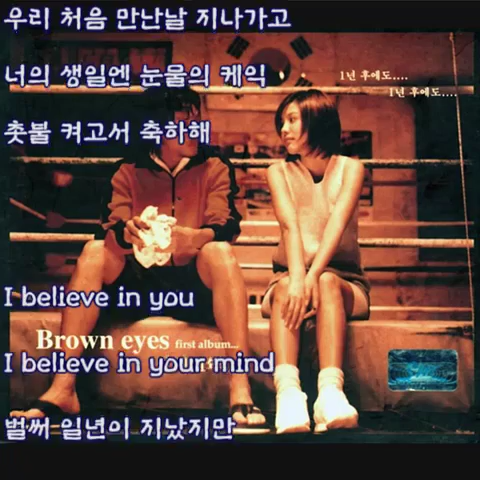 우리 처음 만난날 지나가고
너의 생일엔 눈물의 케익
1년 후에도....
1년 후에도....
촛불 켜고서 축하해
I believe in you
Brown eyes first album...
I believe in your mind
벌써 일년이 지났지만